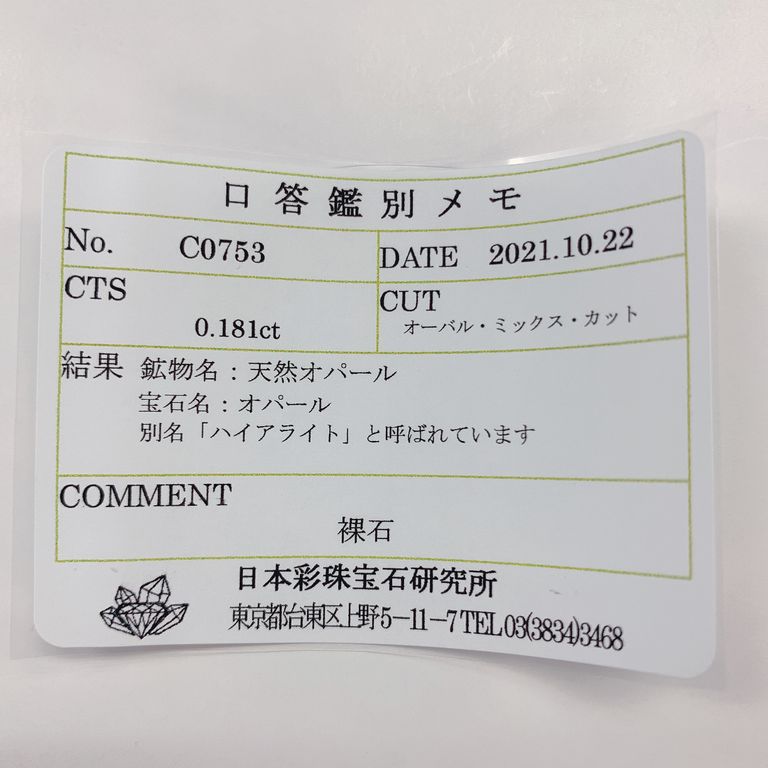 口答鑑別メモ
No. C0753 DATE 2021.10.22
CTS CUT
0.181ct オーバル・ミックス・カット
結果 鉱物名：天然オパール
宝石名：オパール
別名「ハイアライト」と呼ばれています
COMMENT
裸石
日本彩珠宝石研究所
東京都台東区上野5-11-7 TEL 03(3834)3468